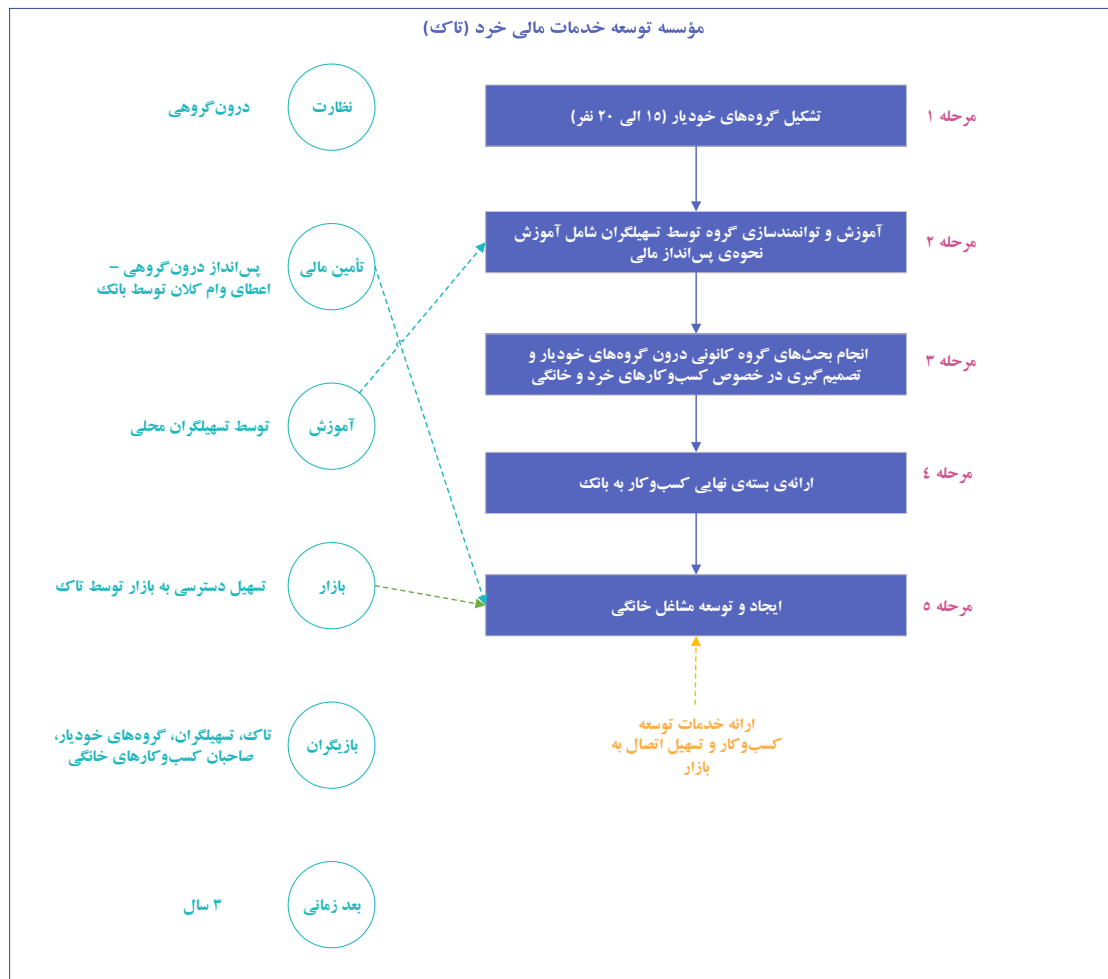 مؤسسه توسعه خدمات مالی خرد (تاک)
مرحله ۱
تشکیل گروه‌های خودیار (۱۵ الی ۲۰ نفر)
مرحله ۲
آموزش و توانمندسازی گروه توسط تسهیلگران شامل آموزش
نحوه‌ی پس‌انداز مالی
مرحله ۳
انجام بحث‌های گروه کانونی درون گروه‌های خودیار و
تصمیم‌گیری در خصوص کسب‌وکارهای خرد و خانگی
مرحله ٤
ارائه‌ی بسته‌ی نهایی کسب‌وکار به بانک
مرحله ۵
ایجاد و توسعه مشاغل خانگی
ارائه خدمات توسعه
کسب‌وکار و تسهیل اتصال به
بازار
نظارت
درون‌گروهی
تأمین مالی
پس‌انداز درون‌گروهی –
اعطای وام کلان توسط بانک
آموزش
توسط تسهیلگران محلی
بازار
تسهیل دسترسی به بازار توسط تاک
بازیگران
تاک، تسهیلگران، گروه‌های خودیار،
صاحبان کسب‌وکارهای خانگی
بعد زمانی
۳ سال